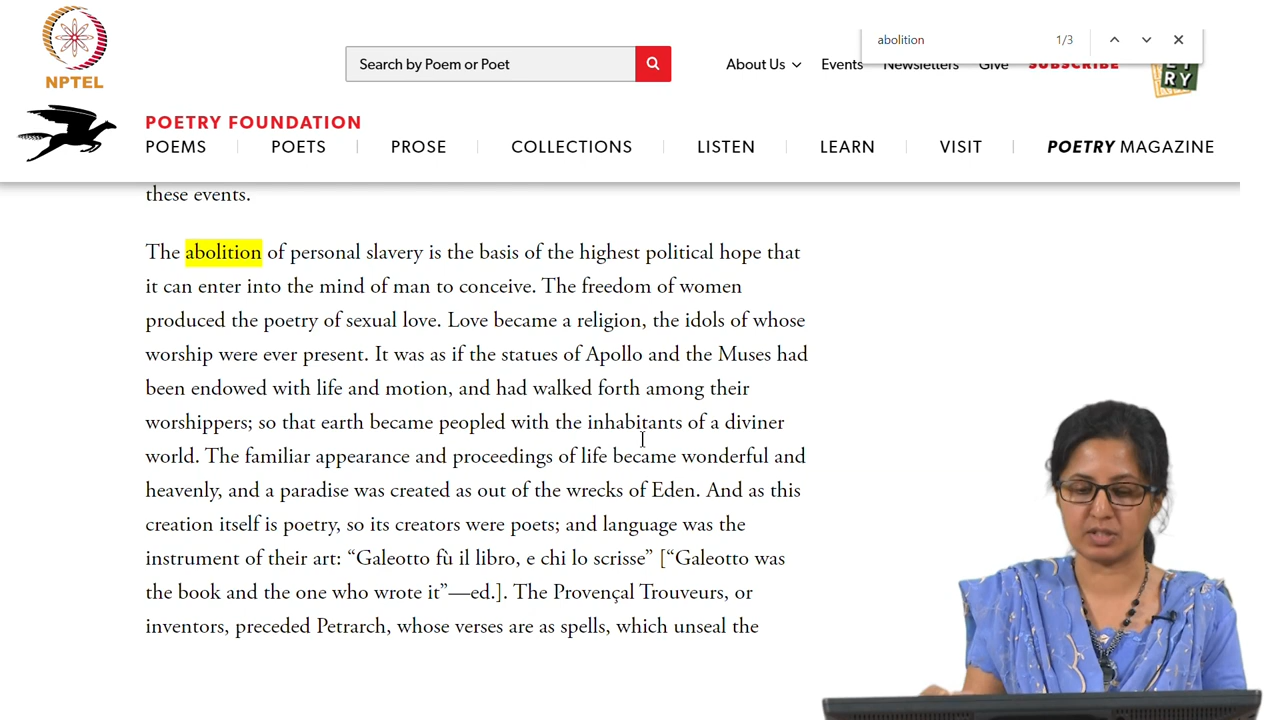 NPTEL
abolition 1/3
Search by Poem or Poet
About Us Events Newsletters Give SUBSCRIBE
RY
POETRY FOUNDATION
POEMS POETS PROSE COLLECTIONS LISTEN LEARN VISIT POETRY MAGAZINE
these events.
The abolition of personal slavery is the basis of the highest political hope that
it can enter into the mind of man to conceive. The freedom of women
produced the poetry of sexual love. Love became a religion, the idols of whose
worship were ever present. It was as if the statues of Apollo and the Muses had
been endowed with life and motion, and had walked forth among their
worshippers; so that earth became peopled with the inhabitants of a diviner
world. The familiar appearance and proceedings of life became wonderful and
heavenly, and a paradise was created as out of the wrecks of Eden. And as this
creation itself is poetry, so its creators were poets; and language was the
instrument of their art: “Galeotto fù il libro, e chi lo scrisse” [“Galeotto was
the book and the one who wrote it”—ed.]. The Provençal Trouveurs, or
inventors, preceded Petrarch, whose verses are as spells, which unseal the